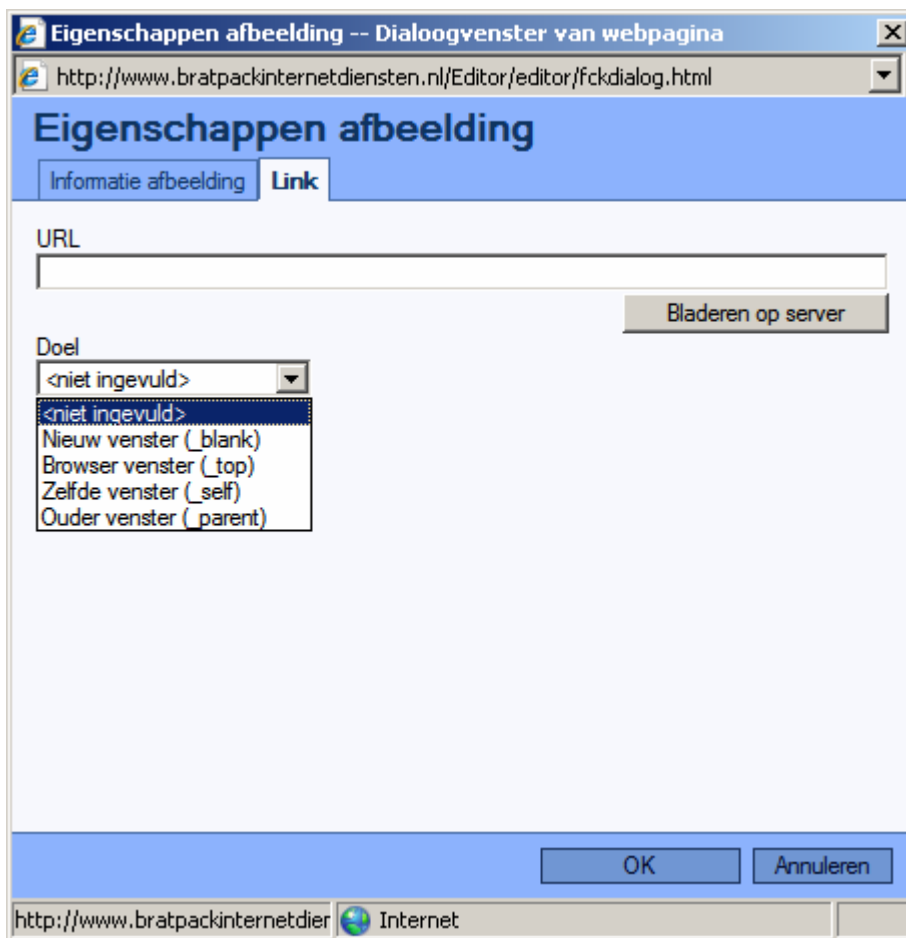 Eigenschappen afbeelding -- Dialoogvenster van webpagina
http://www.bratpackinternetdiensten.nl/Editor/editor/fckdialog.html
Eigenschappen afbeelding
Informatie afbeelding Link
URL
Bladeren op server
Doel
<niet ingevuld>
<niet ingevuld>
Nieuw venster (_blank)
Browser venster (_top)
Zelfde venster (_self)
Ouder venster (_parent)
OK Annuleren
http://www.bratpackinternetdier Internet